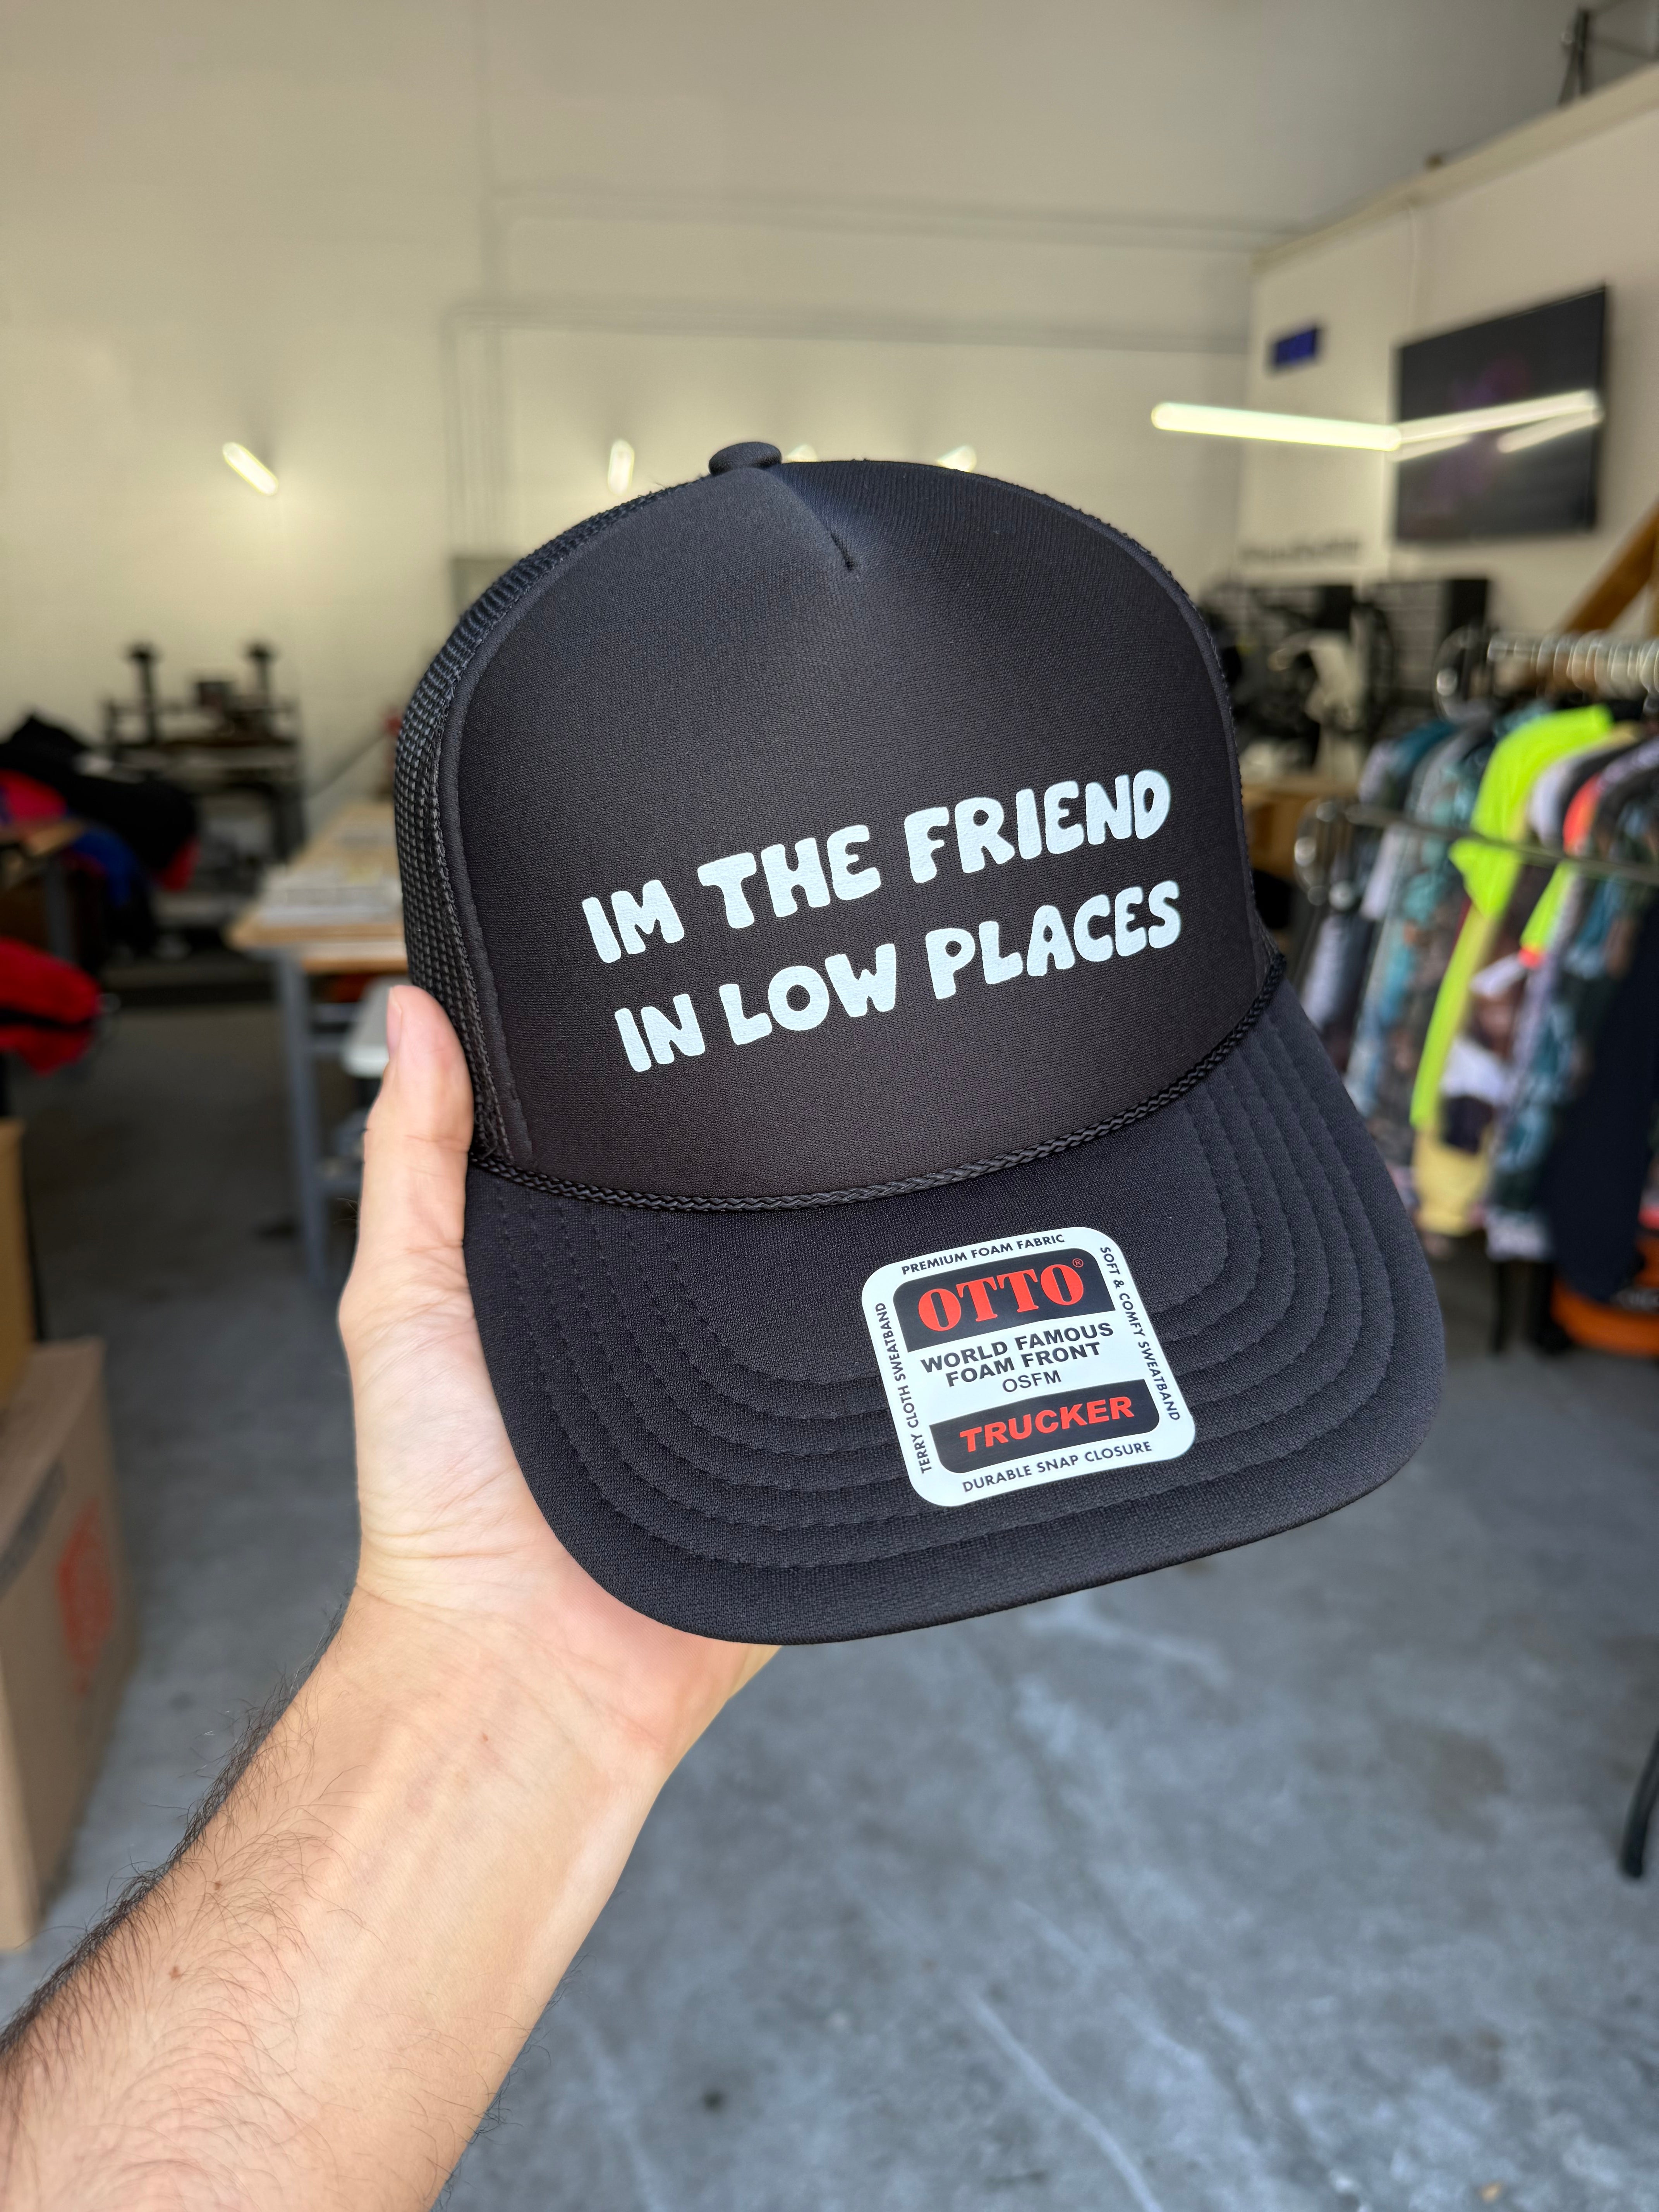 IM THE FRIEND
IN LOW PLACES
PREMIUM FOAM FABRIC
OTTO®
WORLD FAMOUS
FOAM FRONT
OSFM
TRUCKER
DURABLE SNAP CLOSURE
TERRY CLOTH SWEATBAND
SOFT & COMFY SWEATBAND